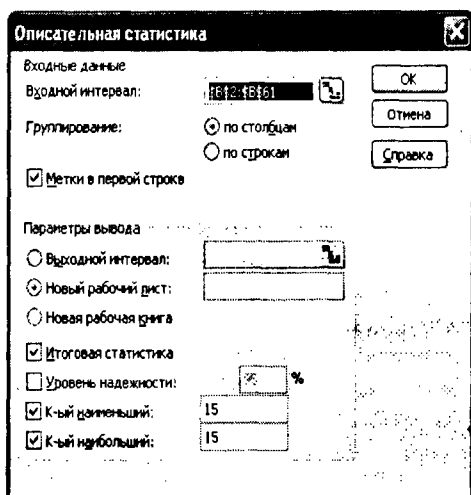 Описательная статистика
Входные данные
Входной интервал: $B$2:$B$61
OK
Группирование: по столбцам
Отмена
по строкам
Справка
Метки в первой строке
Параметры вывода
Выходной интервал:
Новый рабочий лист:
Новая рабочая книга
Итоговая статистика
Уровень надежности: %
К-ый наименьший: 15
К-ый наибольший: 15